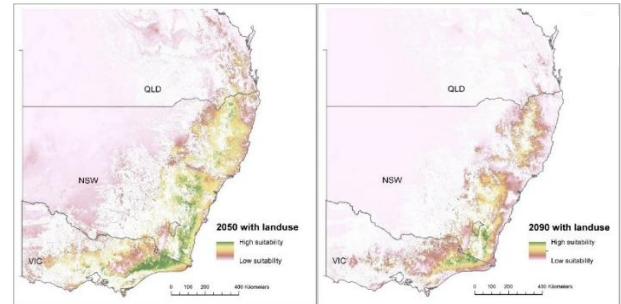 QLD
NSW
VIC
2050 with landuse
High suitability
Low suitability
0 100 200 400 Kilometers
QLD
NSW
VIC
2090 with landuse
High suitability
Low suitability
0 100 200 400 Kilometers